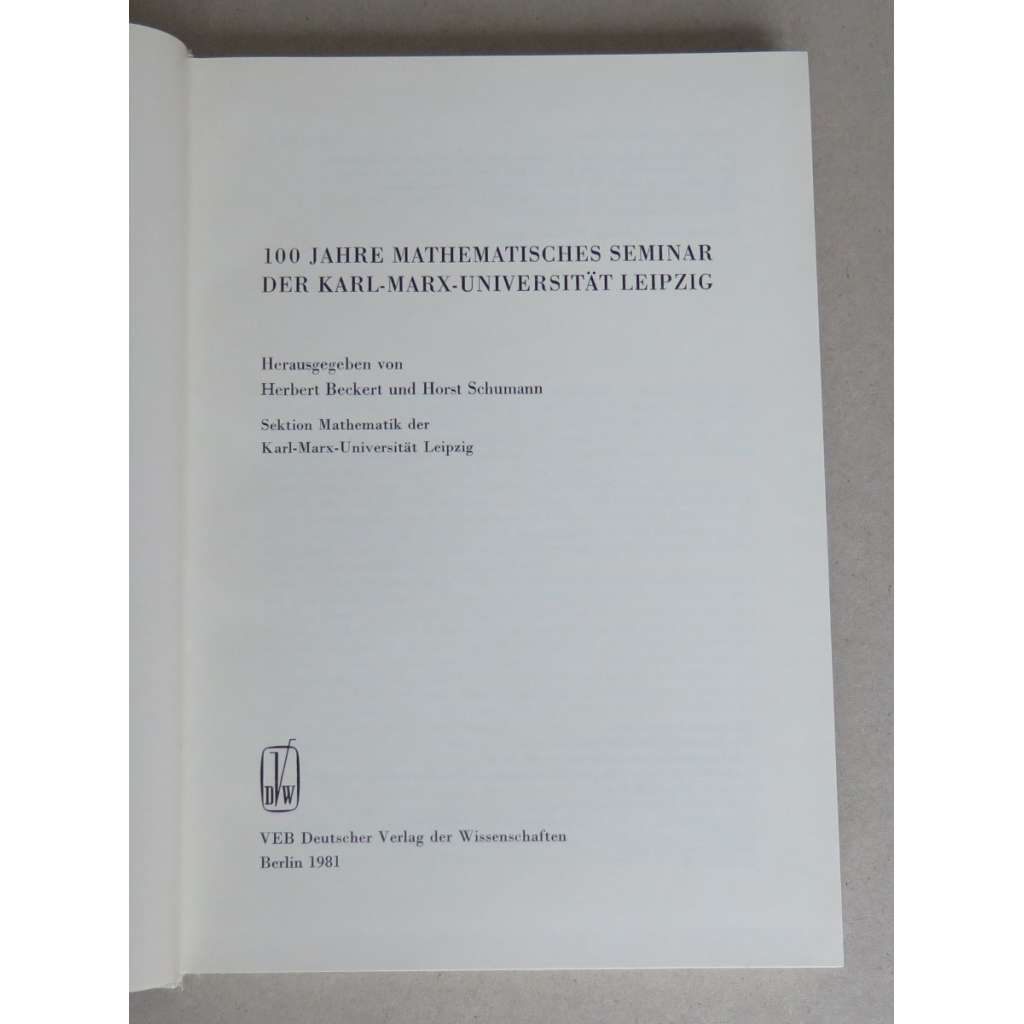 100 JAHRE MATHEMATISCHES SEMINAR
DER KARL-MARX-UNIVERSITÄT LEIPZIG
Herausgegeben von
Herbert Beckert und Horst Schumann
Sektion Mathematik der
Karl-Marx-Universität Leipzig
DVW
VEB Deutscher Verlag der Wissenschaften
Berlin 1981